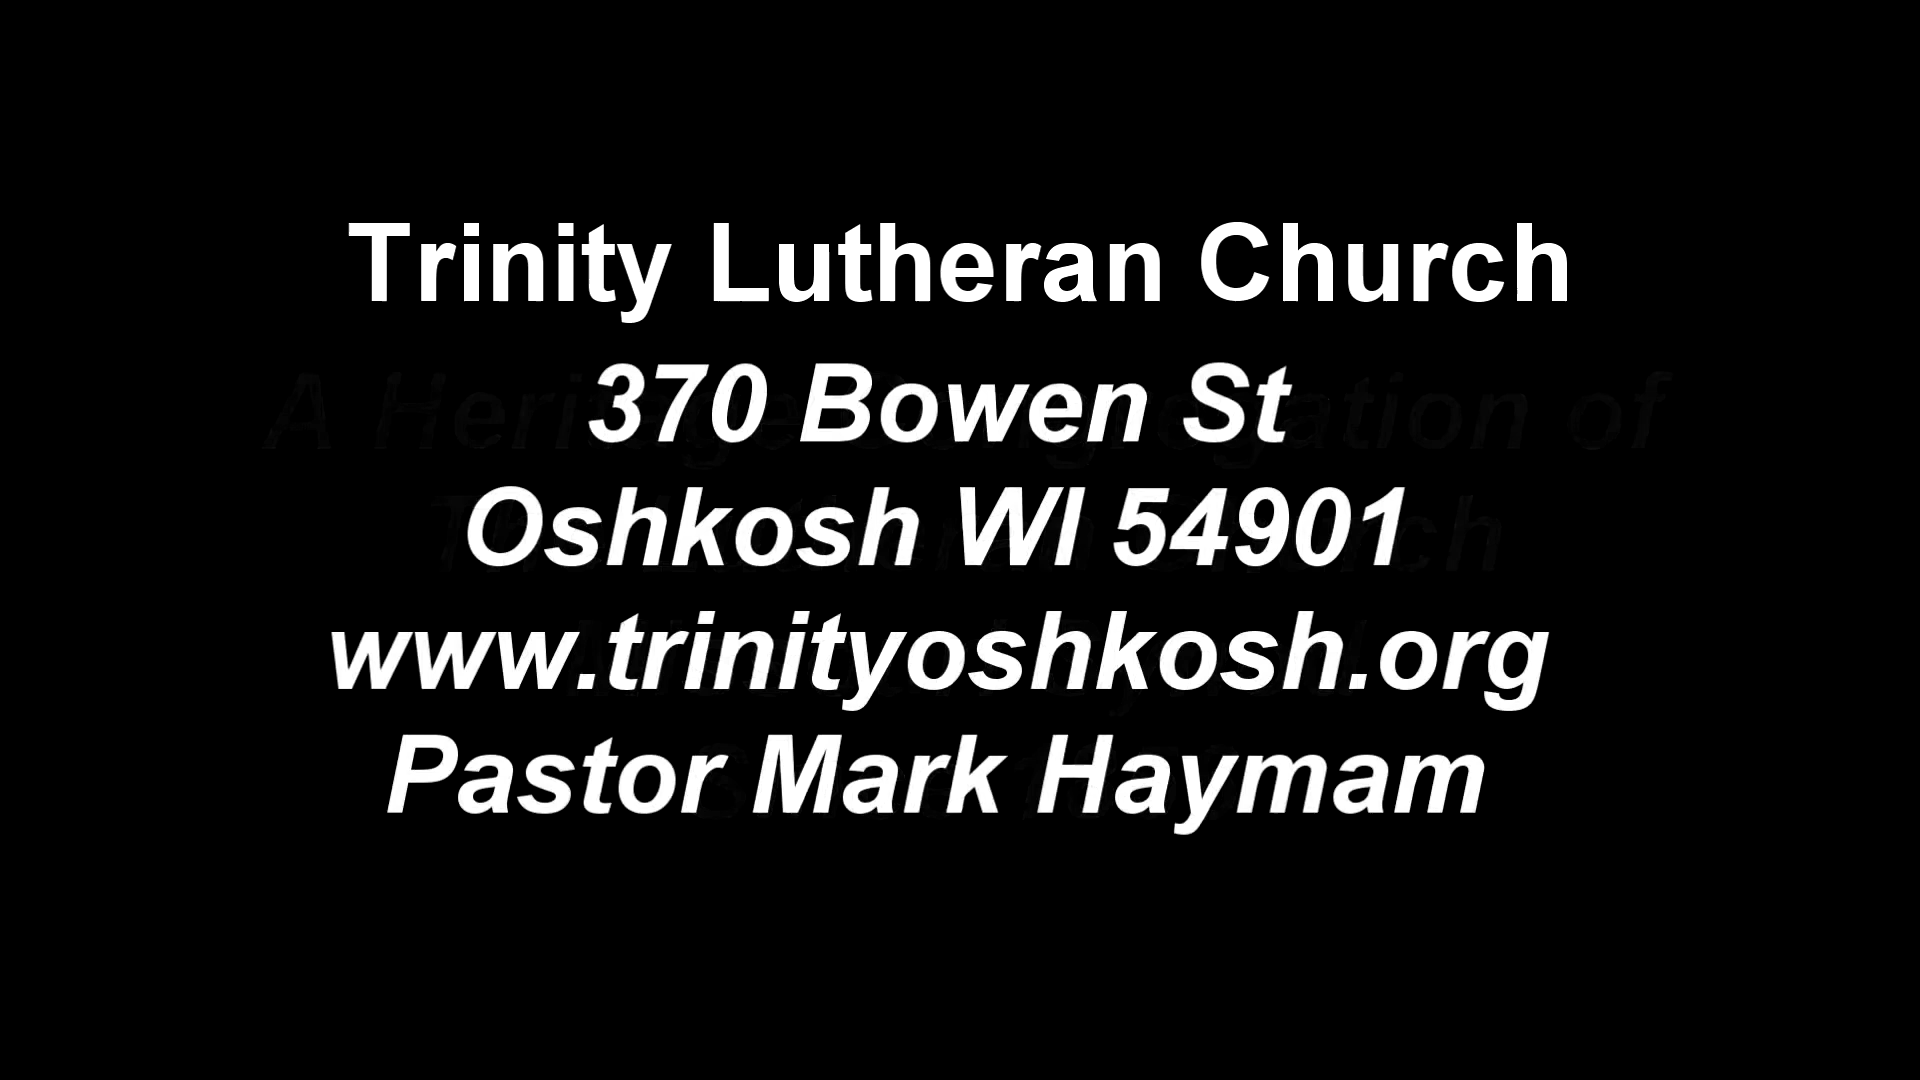 Trinity Lutheran Church
370 Bowen St
Oshkosh WI 54901
www.trinityoshkosh.org
Pastor Mark Haymam